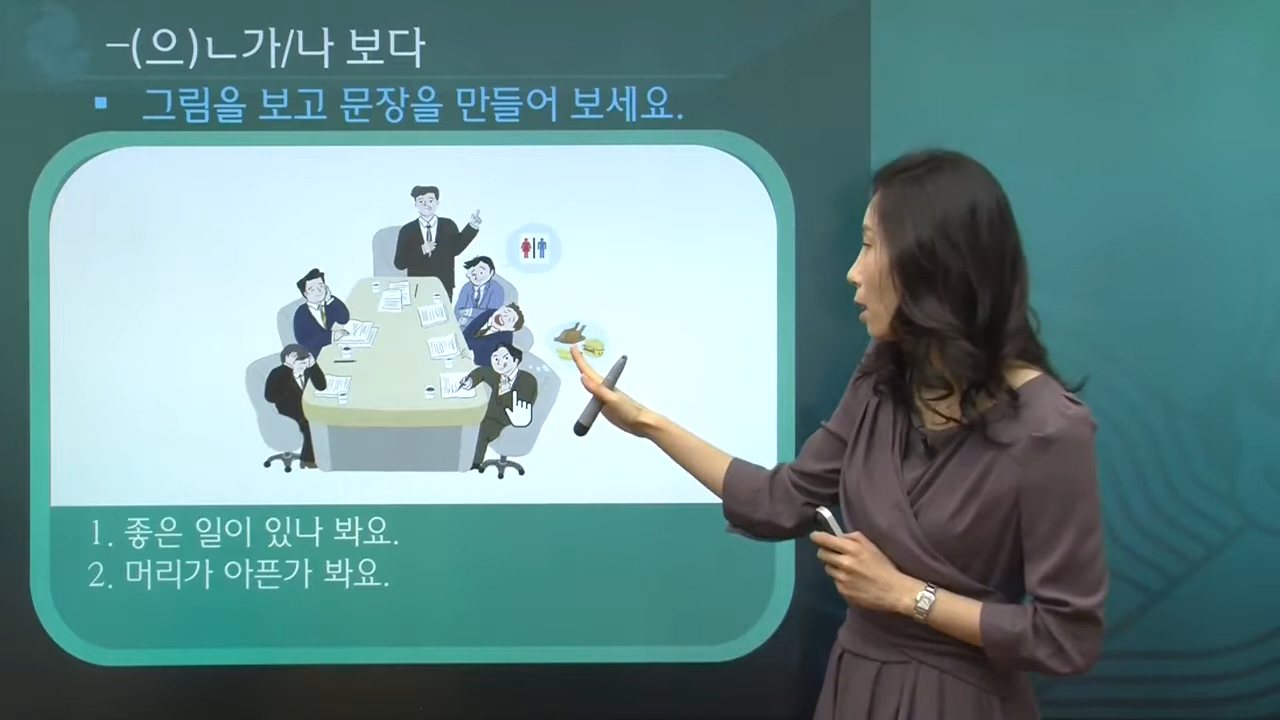 -(으)ㄴ가/나 보다
▪ 그림을 보고 문장을 만들어 보세요.
1. 좋은 일이 있나 봐요.
2. 머리가 아픈가 봐요.